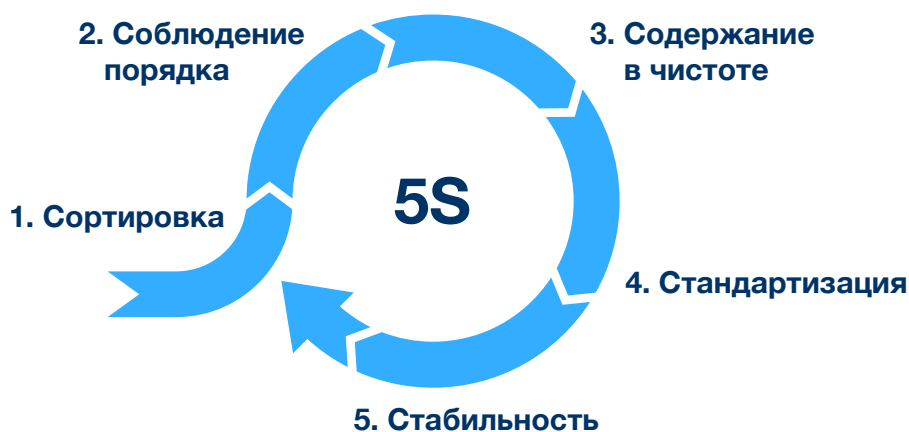 2. Соблюдение
порядка
3. Содержание
в чистоте
1. Сортировка
5S
4. Стандартизация
5. Стабильность